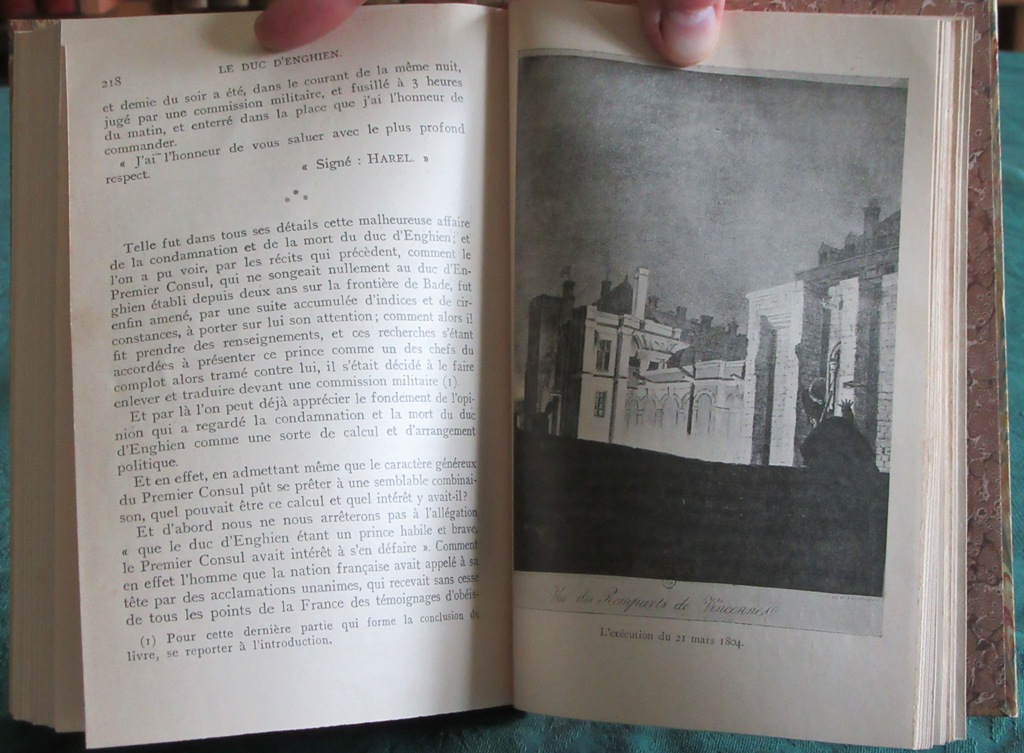 218
LE DUC D'ENGHIEN.
et demie du soir a été, dans le courant de la même nuit,
jugé par une commission militaire, et fusillé à 3 heures
du matin, et enterré dans la place que j'ai l'honneur de
commander.
« J'ai l'honneur de vous saluer avec le plus profond
respect.
« Signé : HAREL. »
Telle fut dans tous ses détails cette malheureuse affaire
de la condamnation et de la mort du duc d'Enghien; et
l'on a pu voir, par les récits qui précèdent, comment le
Premier Consul, qui ne songeait nullement au duc d'En-
ghien établi depuis deux ans sur la frontière de Bade, fut
enfin amené, par une suite accumulée d'indices et de cir-
constances, à porter sur lui son attention; comment alors il
fit prendre des renseignements, et ces recherches s'étant
accordées à présenter ce prince comme un des chefs du
complot alors tramé contre lui, il s'était décidé à le faire
enlever et traduire devant une commission militaire (1).
Et par là l'on peut déjà apprécier le fondement de l'opi-
nion qui a regardé la condamnation et la mort du duc
d'Enghien comme une sorte de calcul et d'arrangement
politique.
Et en effet, en admettant même que le caractère généreux
du Premier Consul pût se prêter à une semblable combinai-
son, quel pouvait être ce calcul et quel intérêt y avait-il?
Et d'abord nous ne nous arrêterons pas à l'allégation
« que le duc d'Enghien étant un prince habile et brave,
le Premier Consul avait intérêt à s'en défaire ». Comment
en effet l'homme que la nation française avait appelé à sa
tête par des acclamations unanimes, qui recevait sans cesse
de tous les points de la France des témoignages d'obéis-
(1) Pour cette dernière partie qui forme la conclusion du
livre, se reporter à l'introduction.
Vue des Remparts de Vincennes
L'exécution du 21 mars 1804.